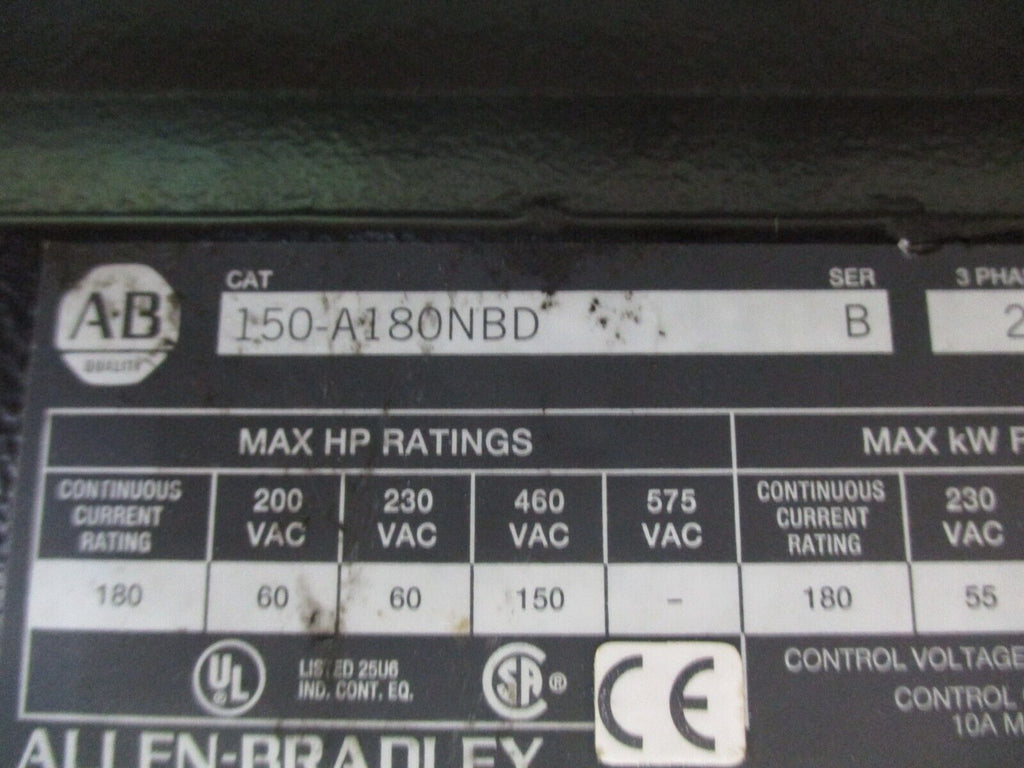 CAT SER 3 PHA
A-B QUALITY 150-A180NBD B 2
MAX HP RATINGS MAX kW
CONTINUOUS CURRENT RATING 200 VAC 230 VAC 460 VAC 575 VAC CONTINUOUS CURRENT RATING 230 VAC
180 60 60 150 – 180 55
UL® LISTED 25U6 SA® CE CONTROL VOLTAGE
IND. CONT. EQ. CONTROL
10A M
ALLEN-BRADLEY